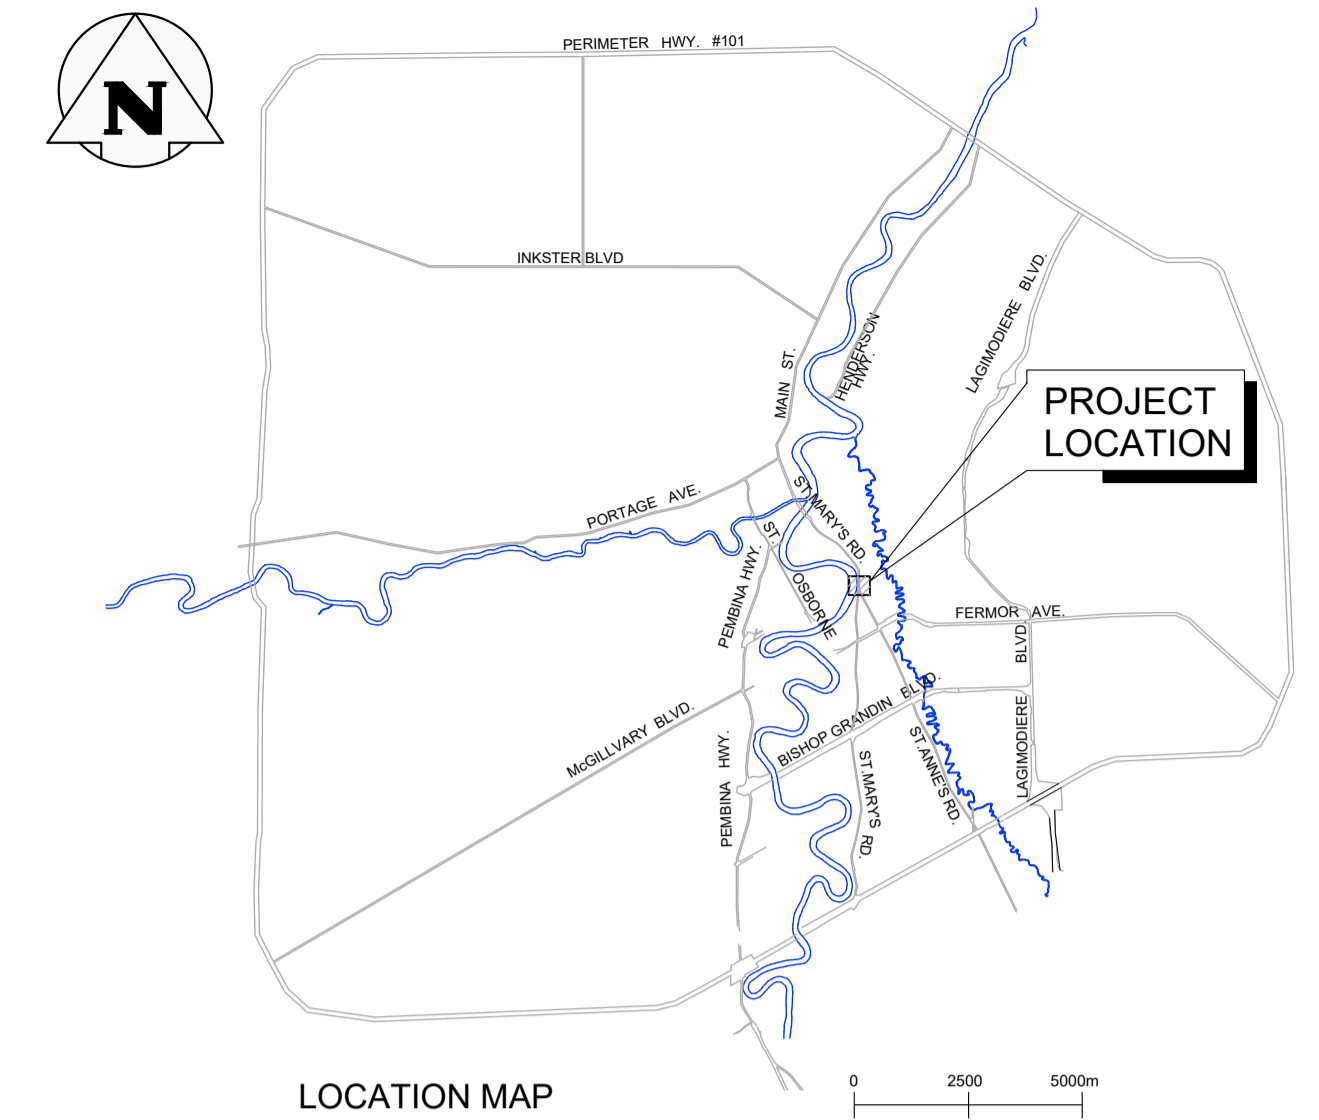 N
PERIMETER HWY. #101
INKSTER BLVD
LAGIMODIERE BLVD.
HENDERSON
HWY.
MAIN ST.
PROJECT
LOCATION
PORTAGE AVE.
ST.MARY'S RD.
ST.
OSBORNE
PEMBINA HWY.
FERMOR AVE.
BLVD.
LAGIMODIERE
BISHOP GRANDIN BLVD.
McGILLVARY BLVD.
PEMBINA HWY.
ST.MARY'S
RD.
ST.ANNE'S RD.
LOCATION MAP
0 2500 5000m